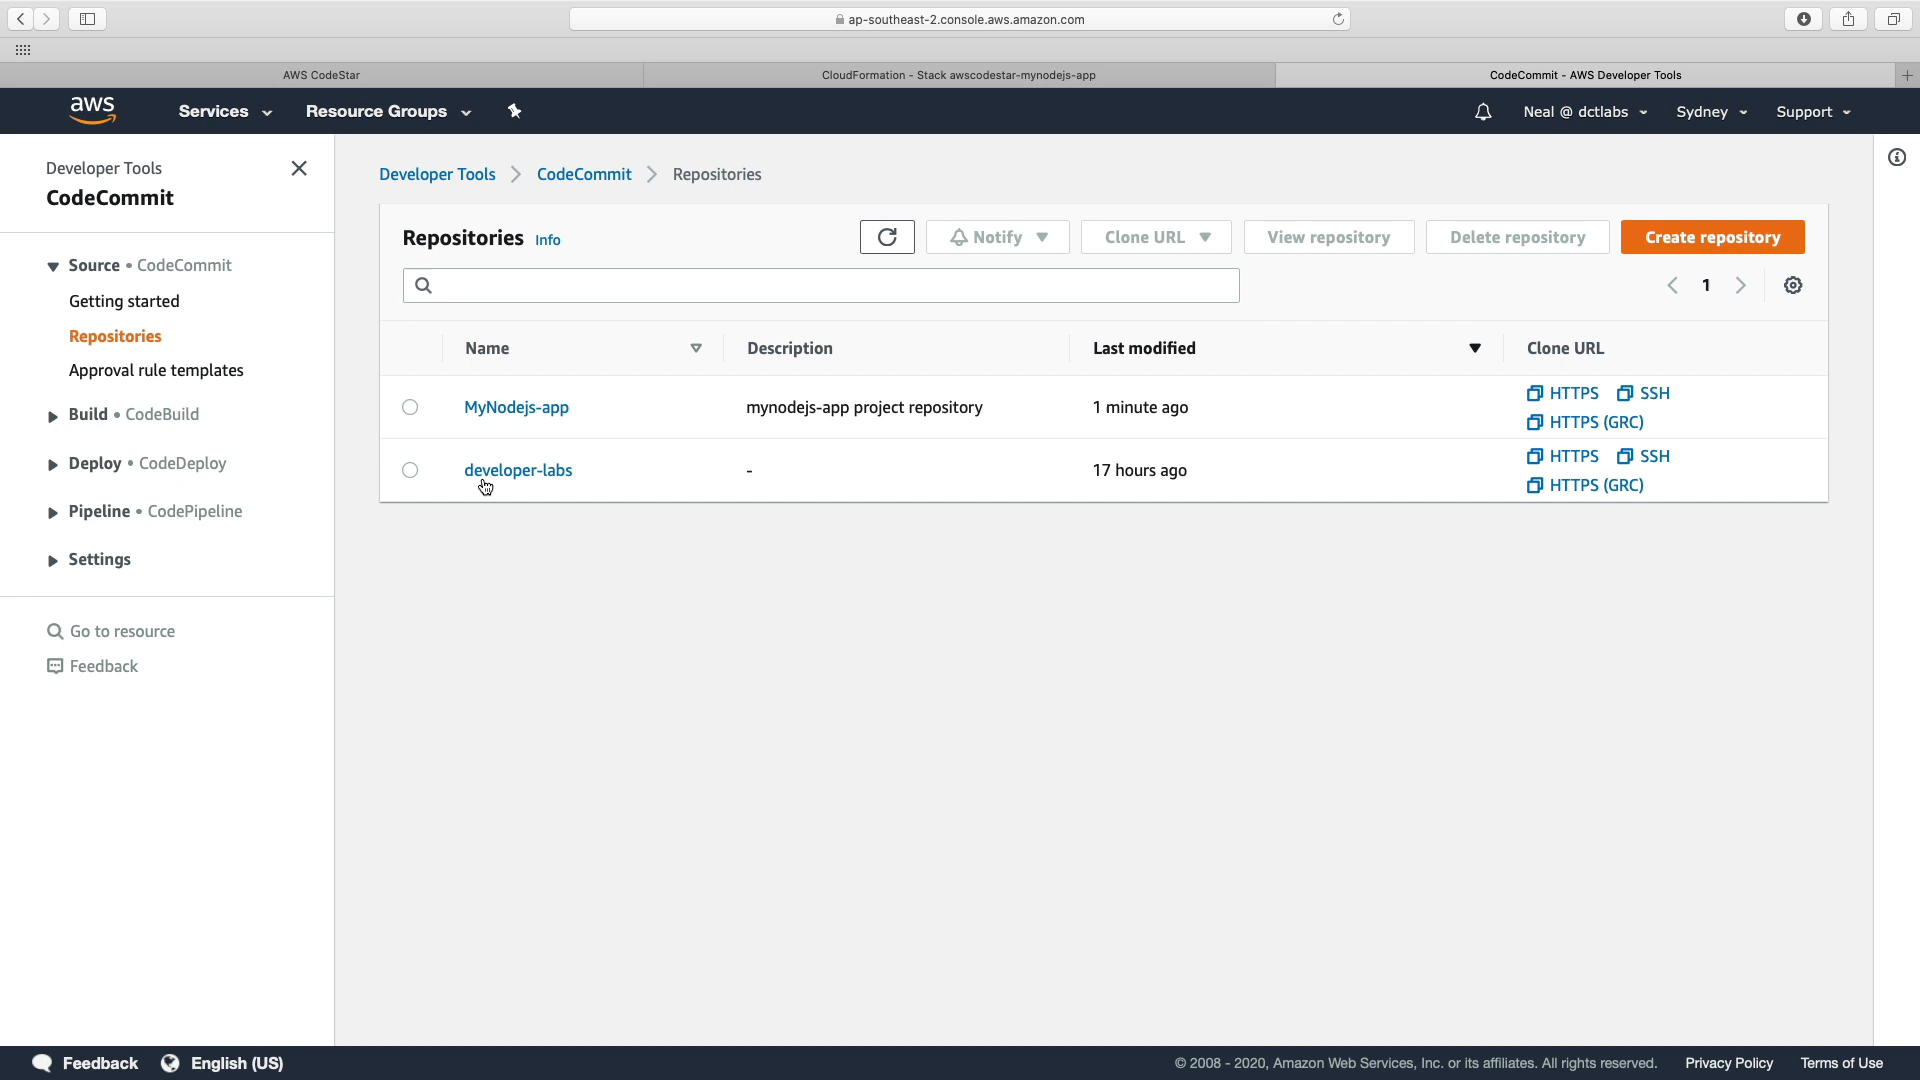 ap-southeast-2.console.aws.amazon.com
AWS CodeStar
CloudFormation - Stack awscodestar-mynodejs-app
CodeCommit - AWS Developer Tools
aws
Services
Resource Groups
Neal @ dctlabs
Sydney
Support
Developer Tools
CodeCommit
Source • CodeCommit
Getting started
Repositories
Approval rule templates
Build • CodeBuild
Deploy • CodeDeploy
Pipeline • CodePipeline
Settings
Go to resource
Feedback
Developer Tools > CodeCommit > Repositories
Repositories Info
Notify
Clone URL
View repository
Delete repository
Create repository
1
Name Description Last modified Clone URL
MyNodejs-app mynodejs-app project repository 1 minute ago HTTPS SSH
HTTPS (GRC)
developer-labs - 17 hours ago HTTPS SSH
HTTPS (GRC)
Feedback English (US) © 2008 - 2020, Amazon Web Services, Inc. or its affiliates. All rights reserved. Privacy Policy Terms of Use